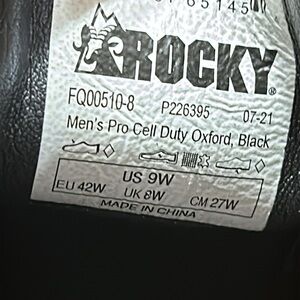 65145
ROCKY®
FQ00510-8 P226395 07-21
Men's Pro Cell Duty Oxford, Black
US 9W
EU 42W UK 8W CM 27W
MADE IN CHINA